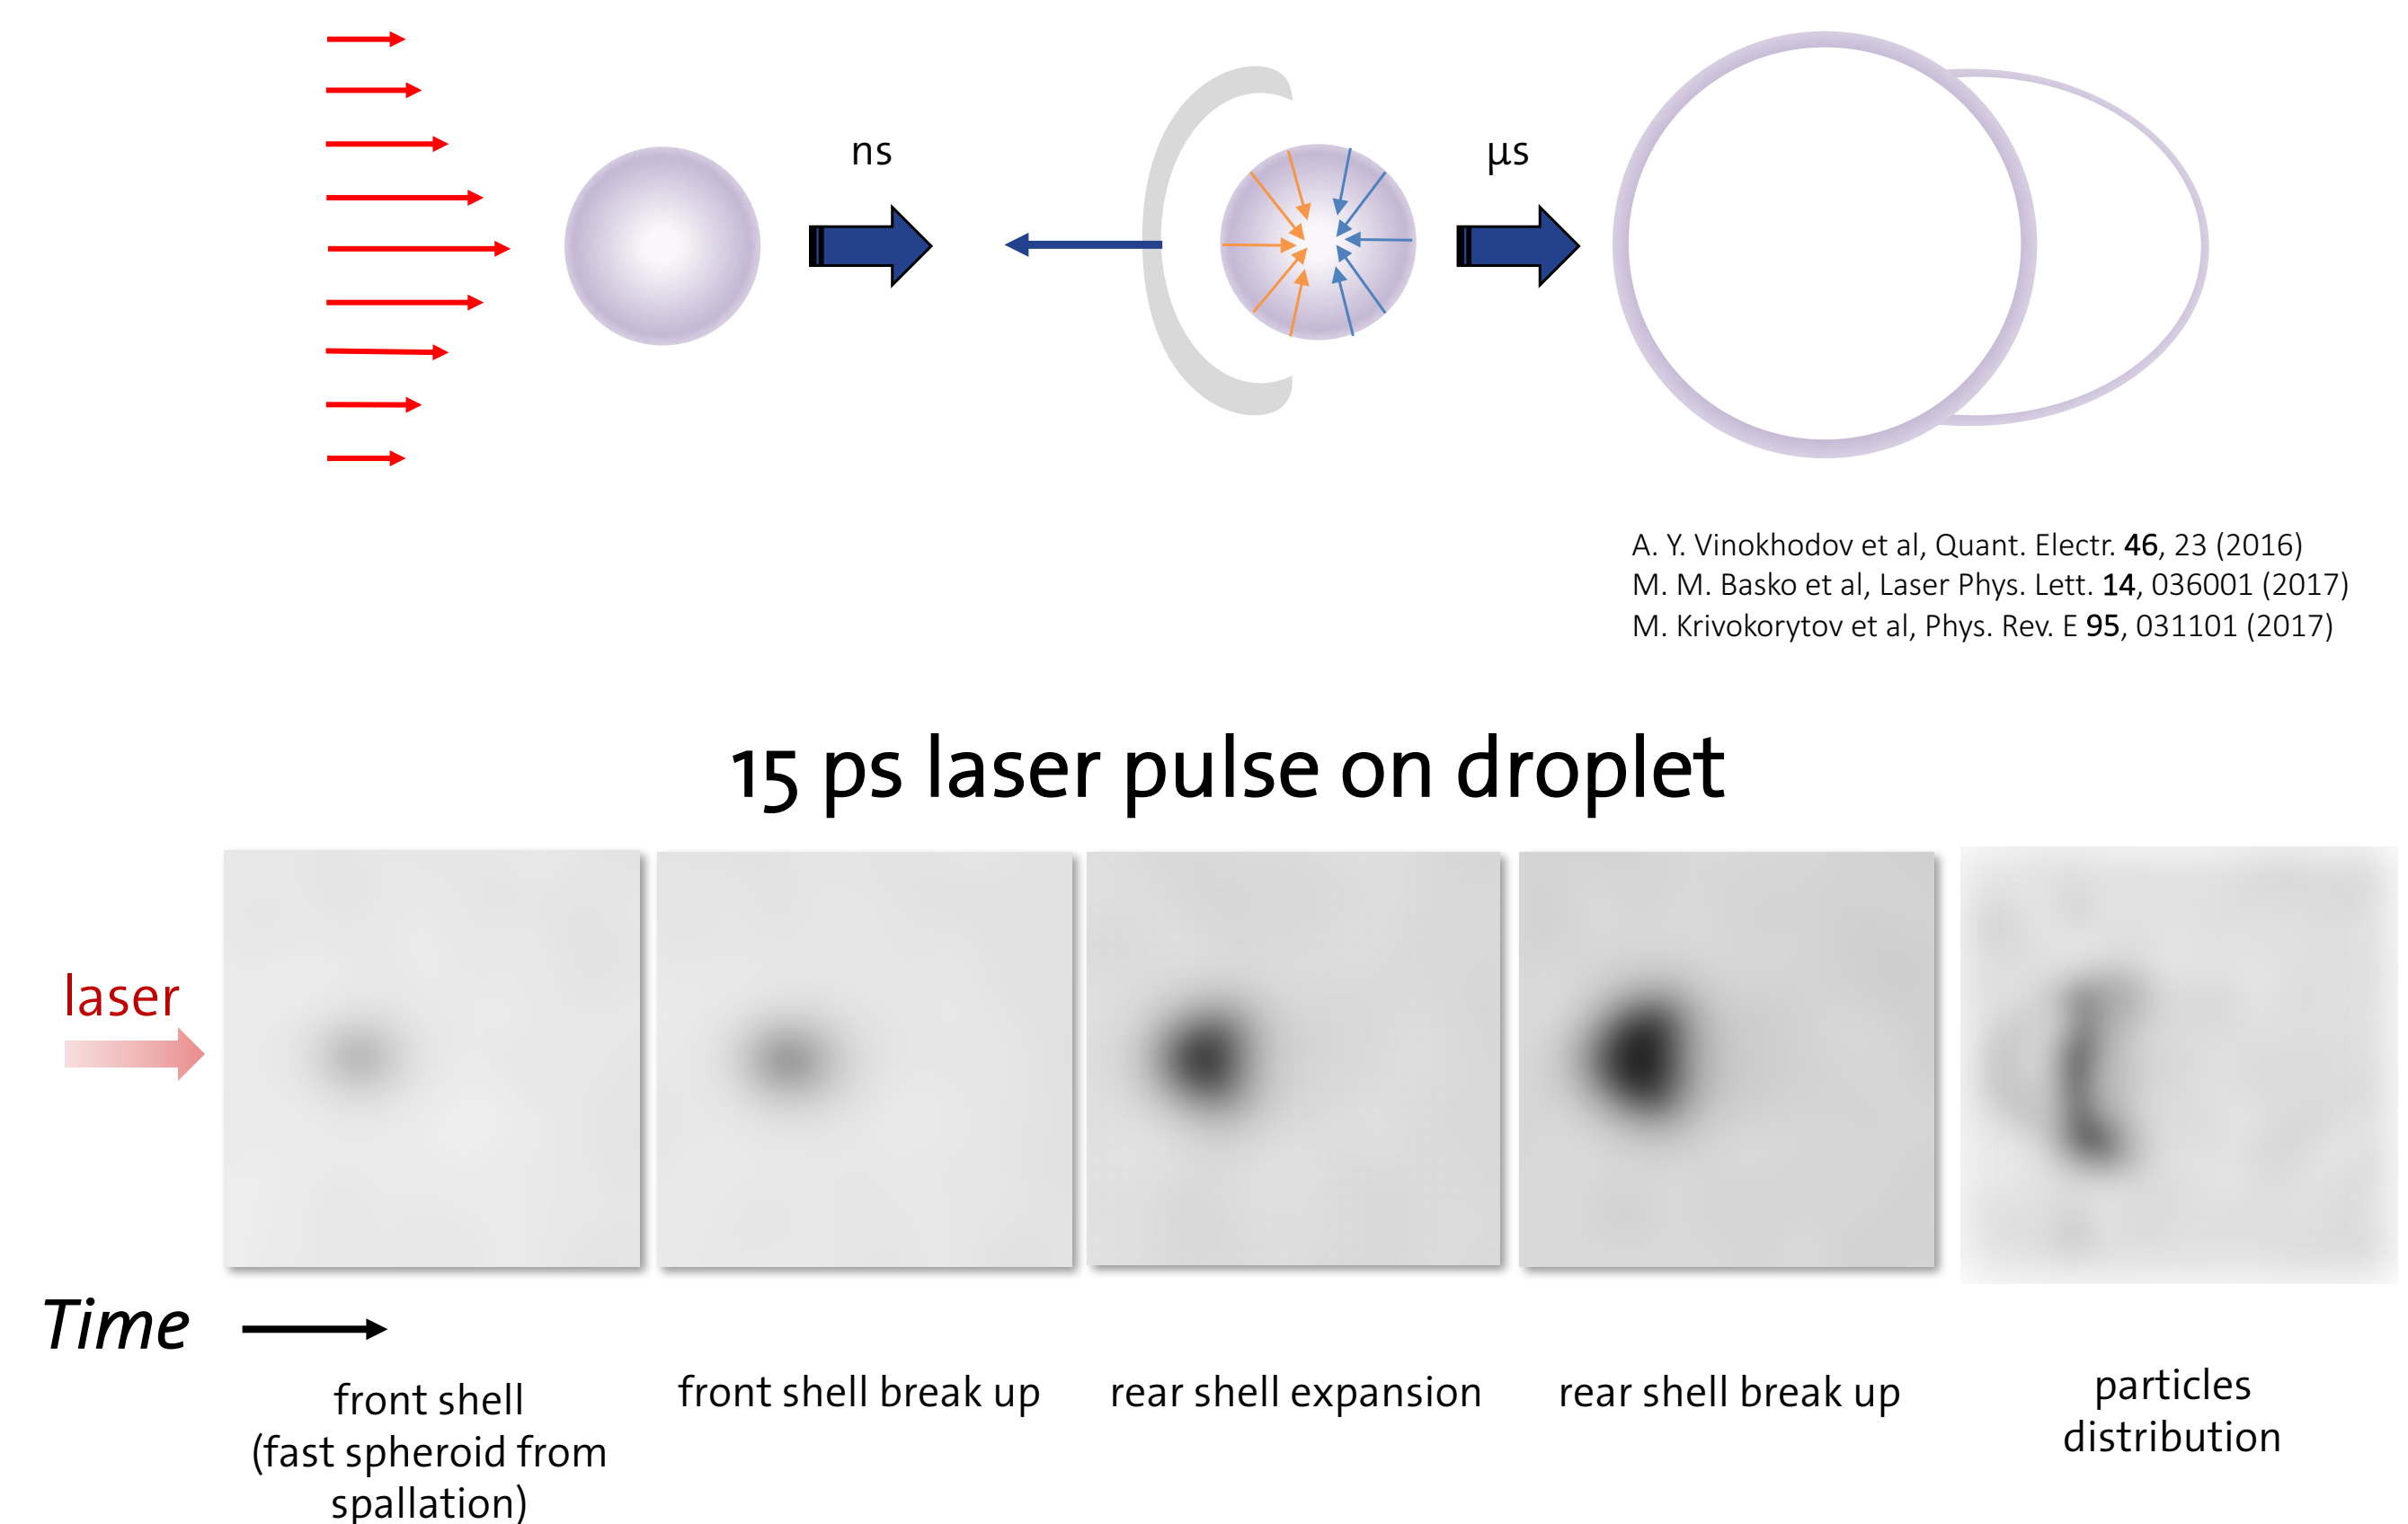 ns
µs
A. Y. Vinokhodov et al, Quant. Electr. 46, 23 (2016)
M. M. Basko et al, Laser Phys. Lett. 14, 036001 (2017)
M. Krivokorytov et al, Phys. Rev. E 95, 031101 (2017)
15 ps laser pulse on droplet
laser
Time
front shell
(fast spheroid from
spallation)
front shell break up
rear shell expansion
rear shell break up
particles
distribution